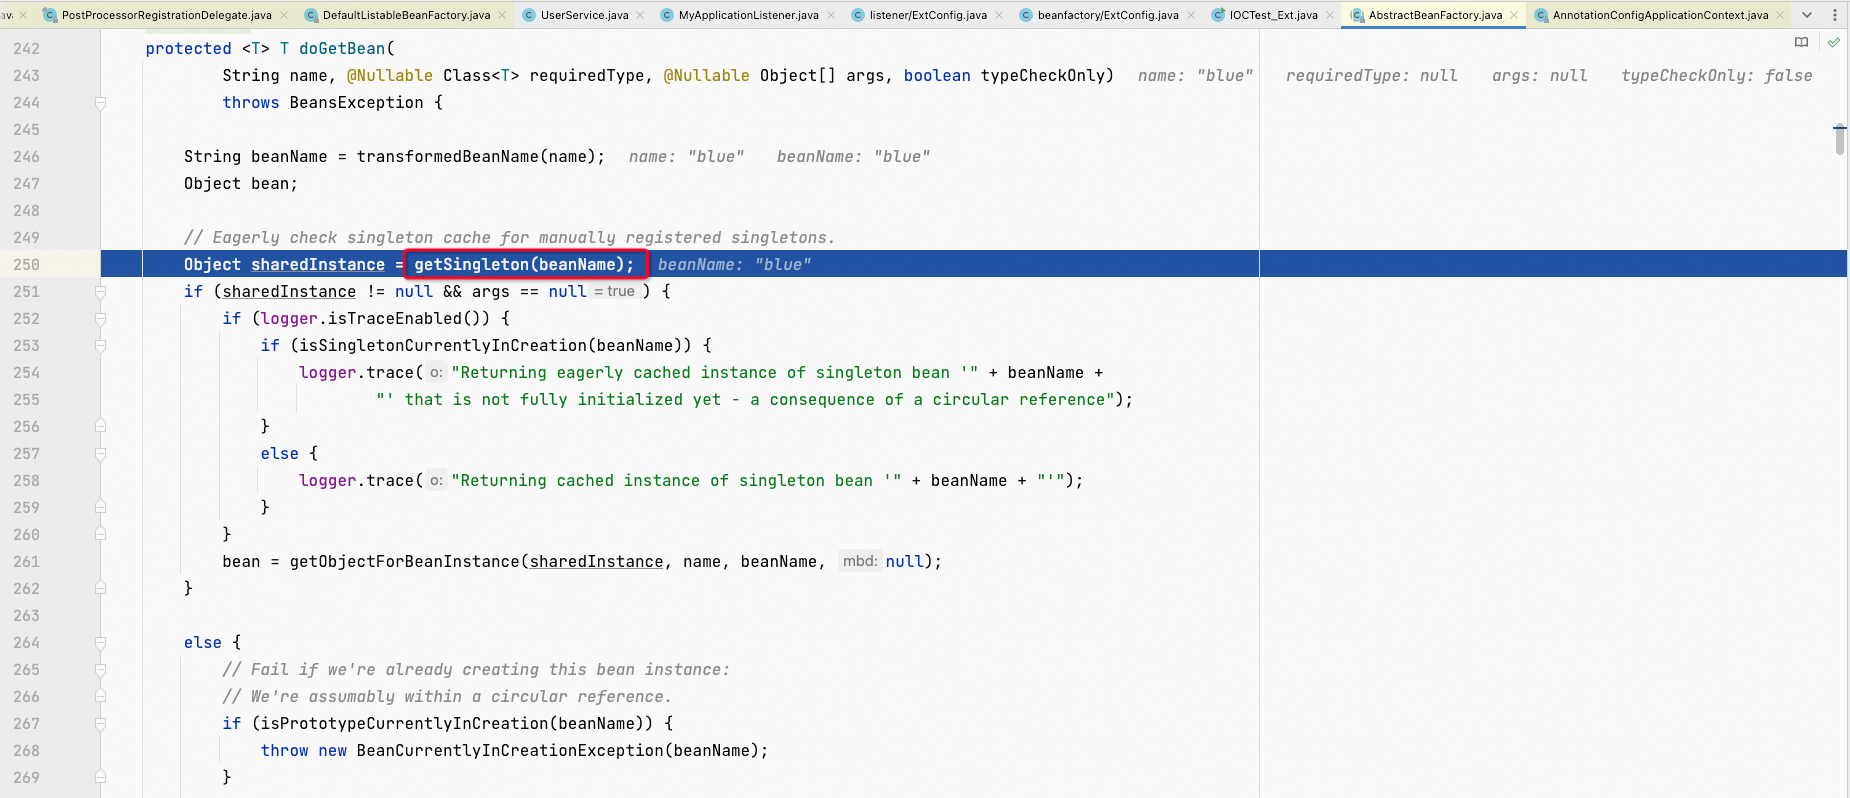 ava PostProcessorRegistrationDelegate.java DefaultListableBeanFactory.java UserService.java MyApplicationListener.java listener/ExtConfig.java beanfactory/ExtConfig.java IOCTest_Ext.java AbstractBeanFactory.java AnnotationConfigApplicationContext.java
242 protected <T> T doGetBean(
243 String name, @Nullable Class<T> requiredType, @Nullable Object[] args, boolean typeCheckOnly) name: "blue" requiredType: null args: null typeCheckOnly: false
244 throws BeansException {
245
246 String beanName = transformedBeanName(name); name: "blue" beanName: "blue"
247 Object bean;
248
249 // Eagerly check singleton cache for manually registered singletons.
250 Object sharedInstance = getSingleton(beanName); beanName: "blue"
251 if (sharedInstance != null && args == null = true ) {
252 if (logger.isTraceEnabled()) {
253 if (isSingletonCurrentlyInCreation(beanName)) {
254 logger.trace( o: "Returning eagerly cached instance of singleton bean '" + beanName +
255 "' that is not fully initialized yet - a consequence of a circular reference");
256 }
257 else {
258 logger.trace( o: "Returning cached instance of singleton bean '" + beanName + "'");
259 }
260 }
261 bean = getObjectForBeanInstance(sharedInstance, name, beanName, mbd: null);
262 }
263
264 else {
265 // Fail if we're already creating this bean instance:
266 // We're assumably within a circular reference.
267 if (isPrototypeCurrentlyInCreation(beanName)) {
268 throw new BeanCurrentlyInCreationException(beanName);
269 }